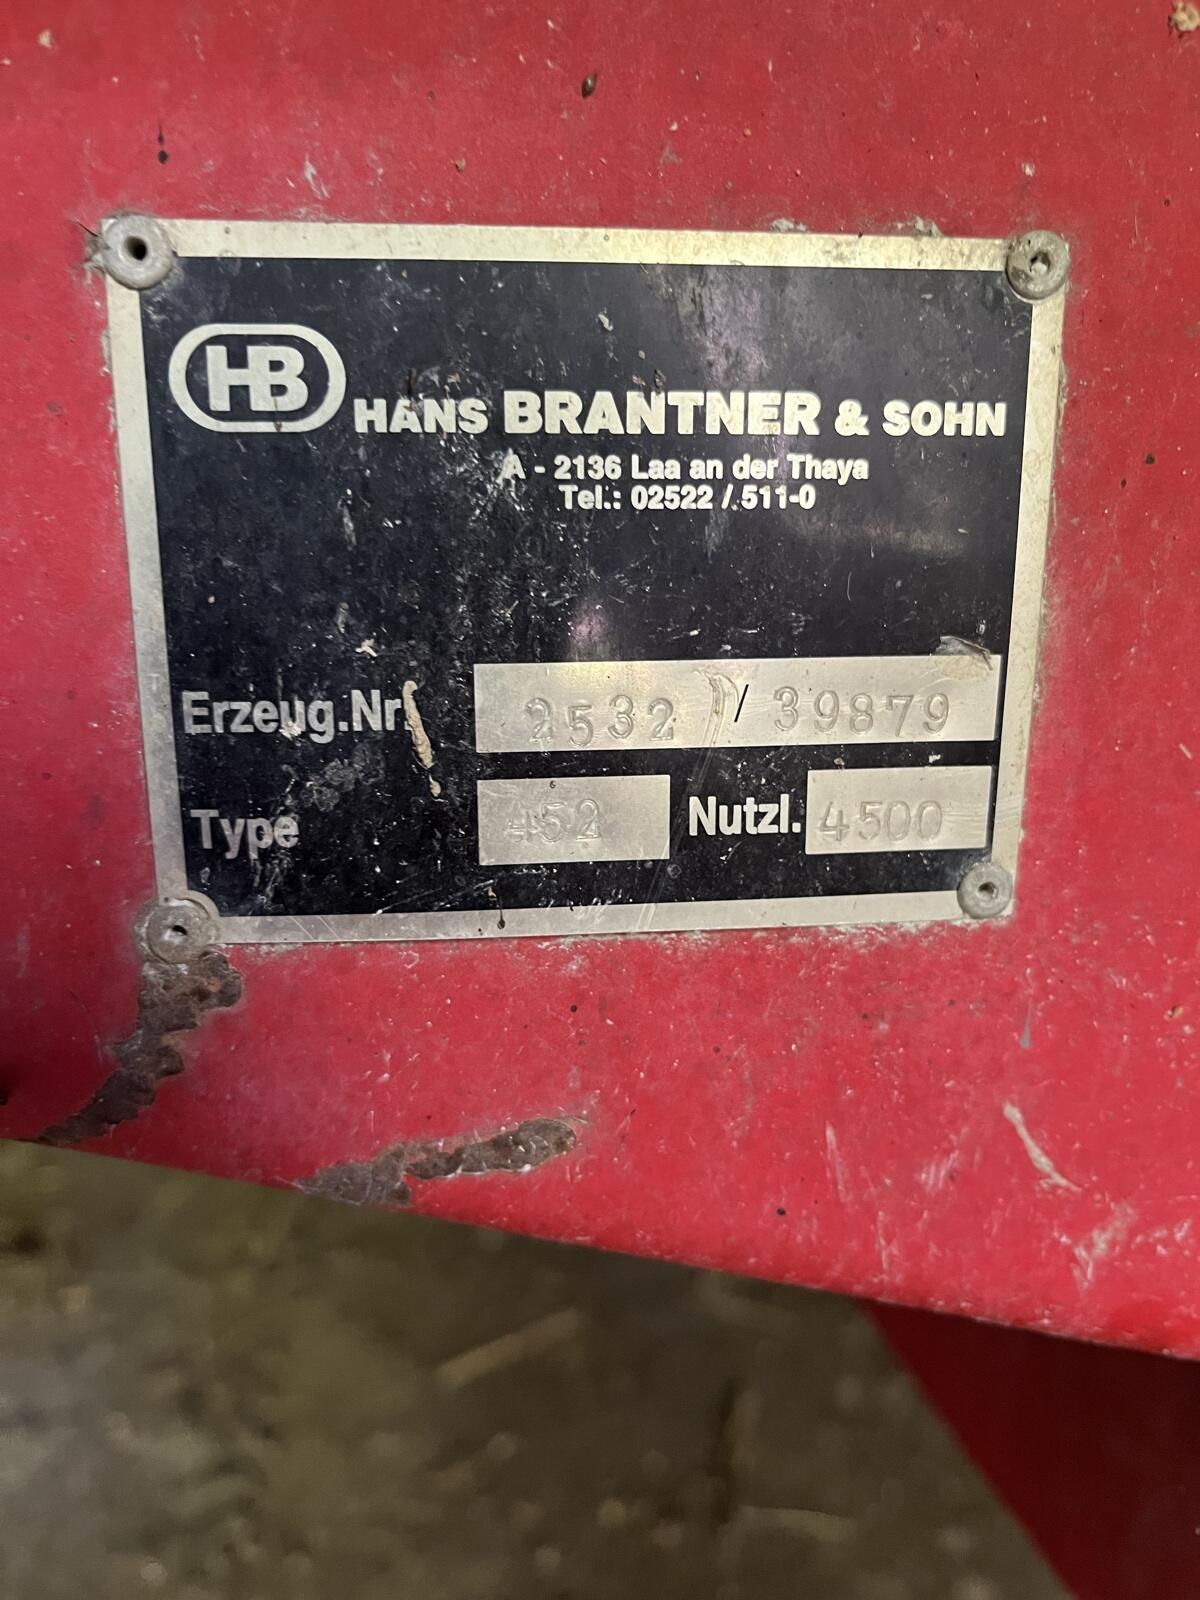 HB HANS BRANTNER & SOHN
A - 2136 Laa an der Thaya
Tel.: 02522 / 511-0
Erzeug.Nr. 2532 / 39879
Type 452 Nutzl. 4500